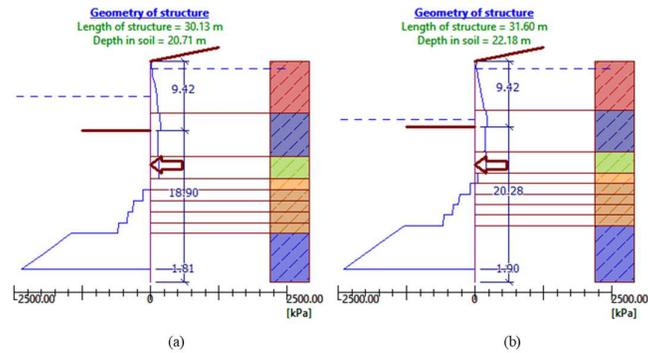 Geometry of structure
Length of structure = 30.13 m
Depth in soil = 20.71 m
9.42
18.90
1.81
-2500.00 0 2500.00
[kPa]
(a)
Geometry of structure
Length of structure = 31.60 m
Depth in soil = 22.18 m
9.42
20.28
1.90
-2500.00 0 2500.00
[kPa]
(b)